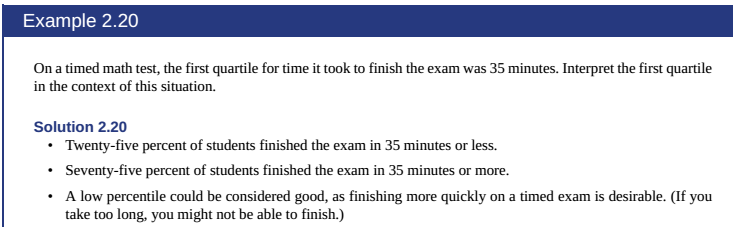 Example 2.20
On a timed math test, the first quartile for time it took to finish the exam was 35 minutes. Interpret the first quartile
in the context of this situation.
Solution 2.20
• Twenty-five percent of students finished the exam in 35 minutes or less.
• Seventy-five percent of students finished the exam in 35 minutes or more.
• A low percentile could be considered good, as finishing more quickly on a timed exam is desirable. (If you
take too long, you might not be able to finish.)